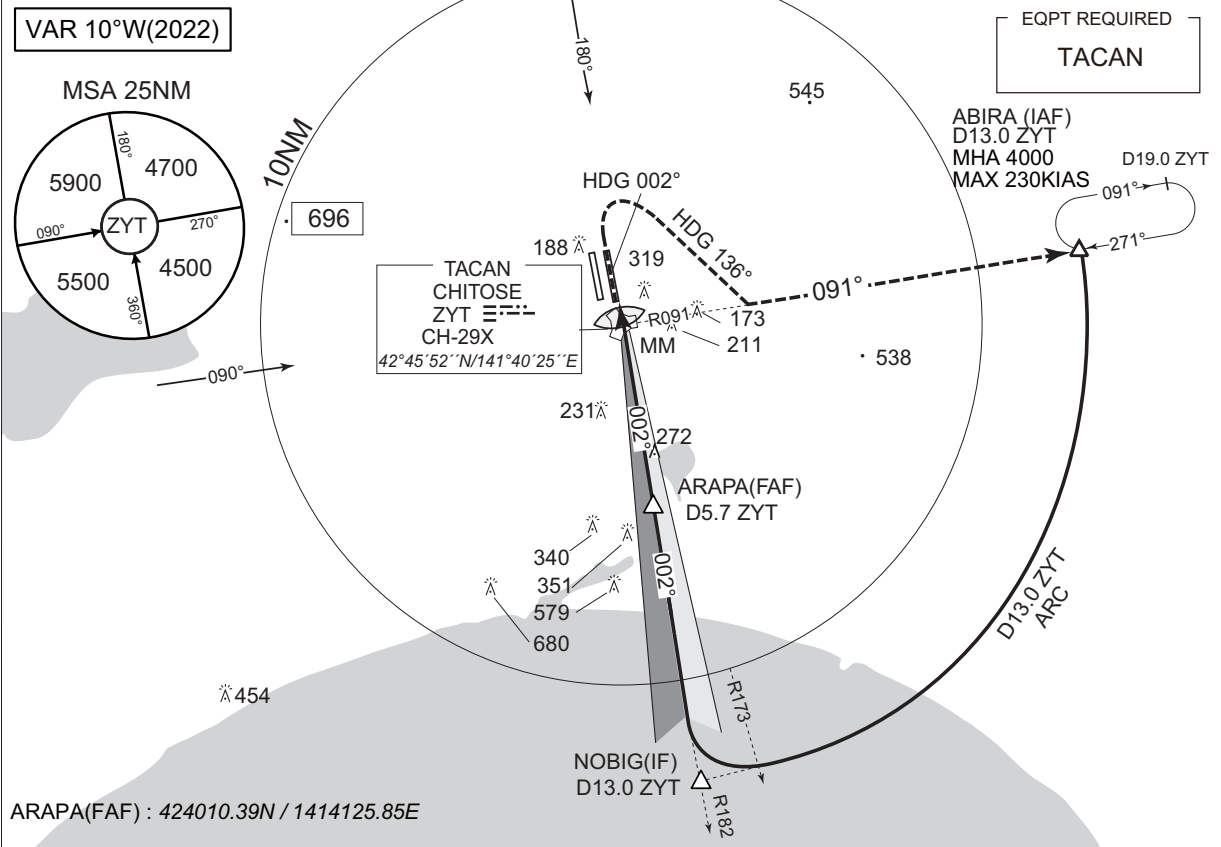 VAR 10°W(2022)
MSA 25NM
180°
5900
4700
090°
ZYT
270°
5500
4500
360°
10NM
180°
545
EQPT REQUIRED
TACAN
ABIRA (IAF)
D13.0 ZYT
MHA 4000
MAX 230KIAS
D19.0 ZYT
091°
271°
696
HDG 002°
HDG 136°
188
319
TACAN
CHITOSE
ZYT
CH-29X
42°45´52´´N/141°40´25´´E
R091
173
211
MM
091°
538
090°
231
002°
272
ARAPA(FAF)
D5.7 ZYT
340
351
579
680
002°
D13.0 ZYT
ARC
454
R173
NOBIG(IF)
D13.0 ZYT
R182
ARAPA(FAF) : 424010.39N / 1414125.85E